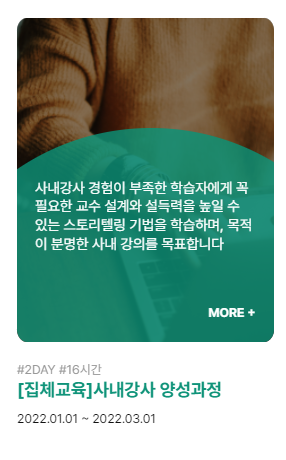 사내강사 경험이 부족한 학습자에게 꼭
필요한 교수 설계와 설득력을 높일 수
있는 스토리텔링 기법을 학습하며, 목적
이 분명한 사내 강의를 목표합니다
MORE +
#2DAY #16시간
[집체교육]사내강사 양성과정
2022.01.01 ~ 2022.03.01